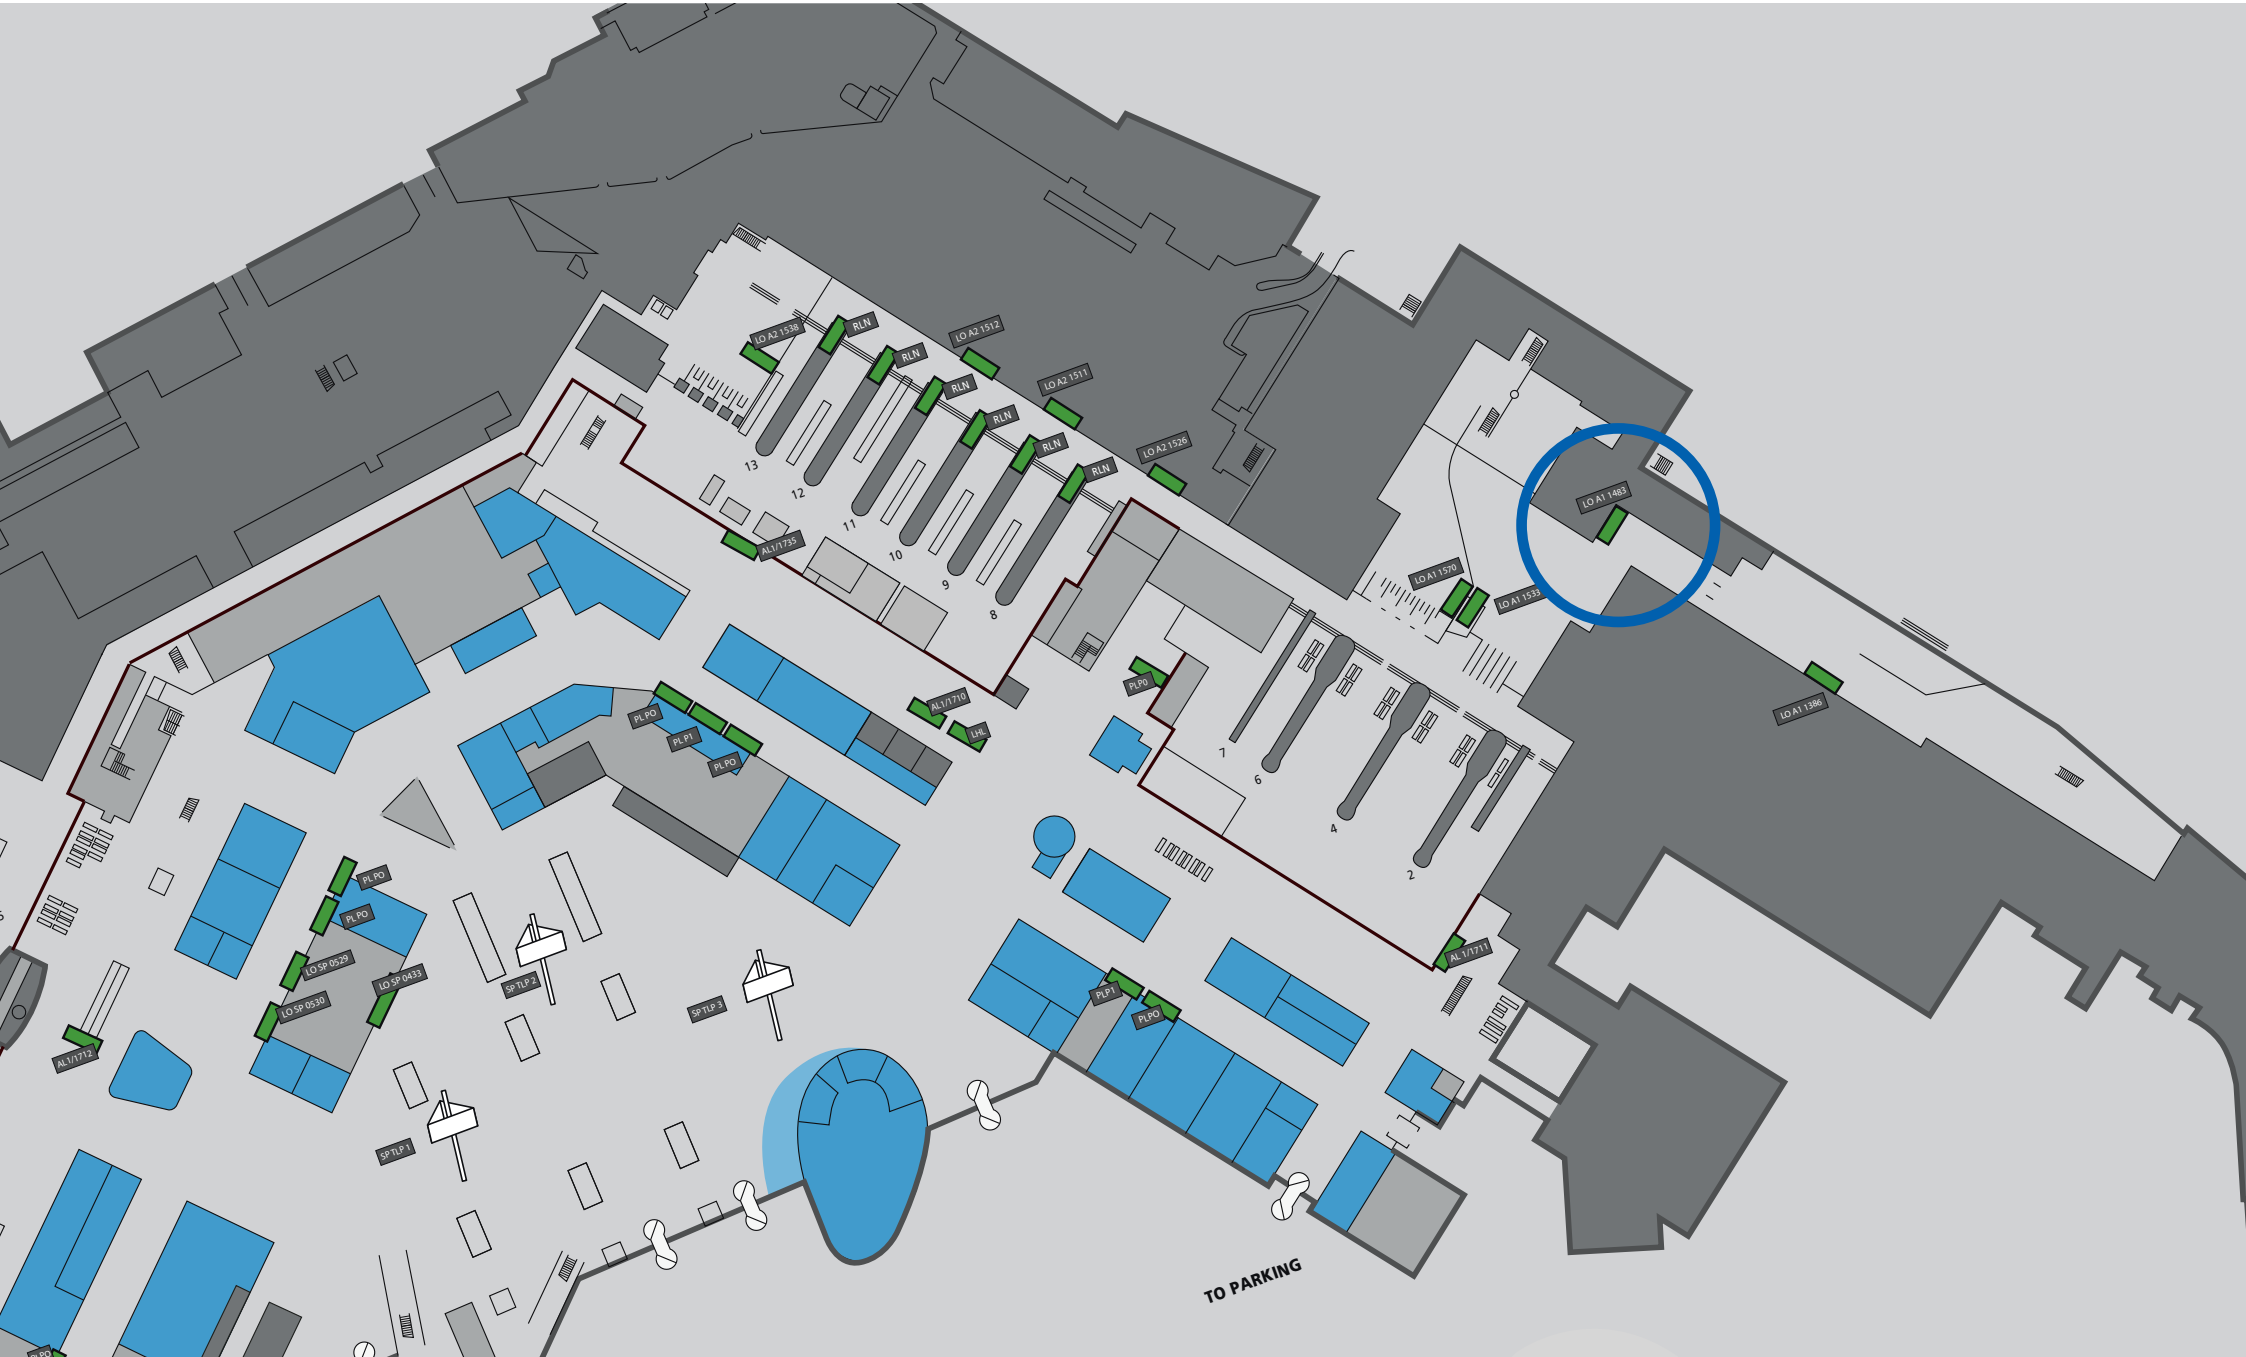 LO A2 1538
RLN
RLN
RLN
RLN
RLN
RLN
LO A2 1512
LO A2 1511
LO A2 1526
13
12
11
10
9
8
AL1/1735
LO A1 1483
LO A1 1570
LO A1 1533
LO A1 1386
PLP0
7
6
4
2
AL1/1710
LHL
PL PO
PL P1
PL PO
PL PO
PL PO
LO SP 0529
LO SP 0433
LO SP 0530
SP TLP 2
SP TLP 3
SP TLP 1
AL1/1712
AL 1/1711
PLP1
PLPO
TO PARKING
PLPO